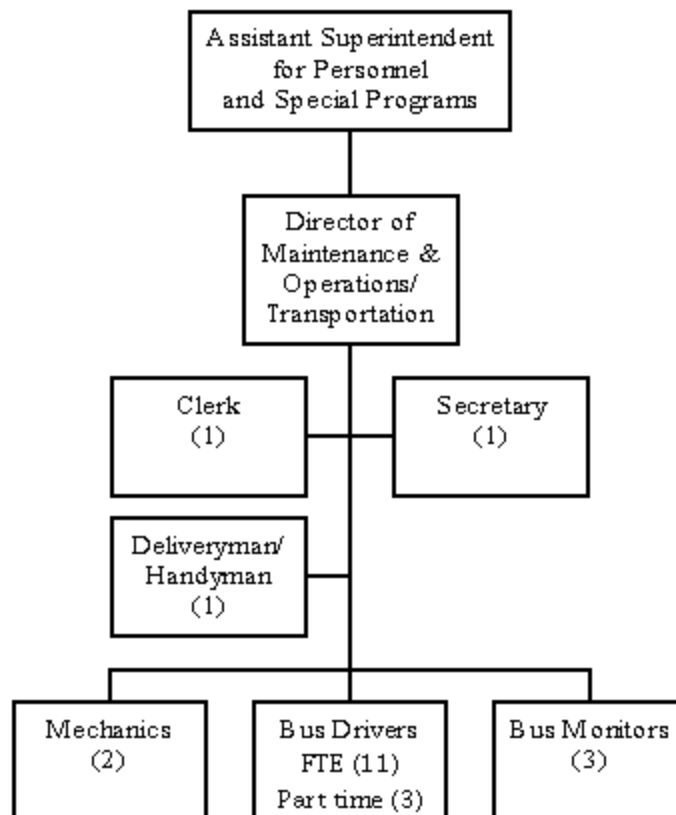 Assistant Superintendent
for Personnel
and Special Programs
Director of
Maintenance &
Operations/
Transportation
Clerk
(1)
Secretary
(1)
Deliveryman/
Handyman
(1)
Mechanics
(2)
Bus Drivers
FTE (11)
Part time (3)
Bus Monitors
(3)